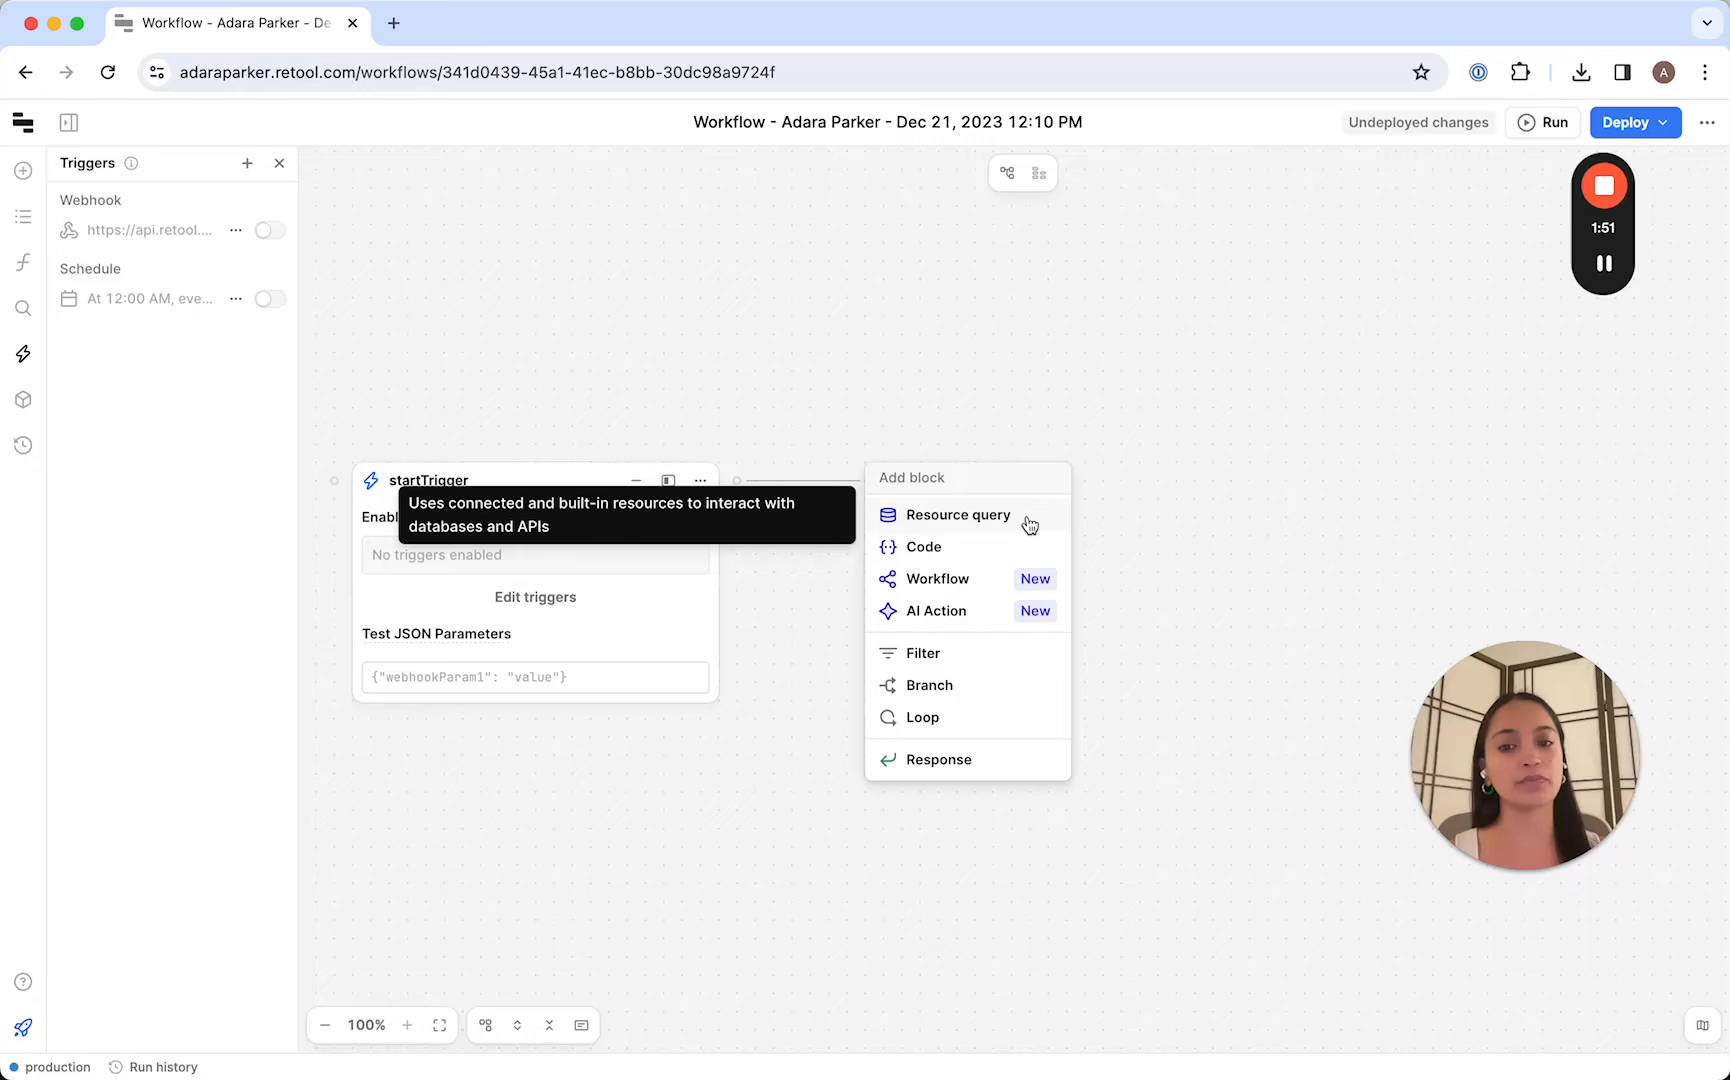 Workflow - Adara Parker - De
adaraparker.retool.com/workflows/341d0439-45a1-41ec-b8bb-30dc98a9724f
A
Workflow - Adara Parker - Dec 21, 2023 12:10 PM
Undeployed changes
Run
Deploy
Triggers
Webhook
https://api.retool....
Schedule
At 12:00 AM, eve...
1:51
startTrigger
Enabl
Uses connected and built-in resources to interact with
databases and APIs
No triggers enabled
Edit triggers
Test JSON Parameters
{"webhookParam1": "value"}
Add block
Resource query
Code
Workflow New
AI Action New
Filter
Branch
Loop
Response
100%
production
Run history